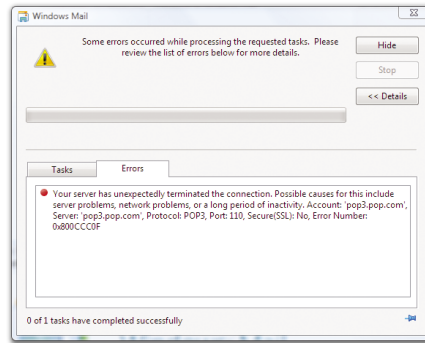 Windows Mail
Some errors occurred while processing the requested tasks. Please
review the list of errors below for more details.
Hide
Stop
<< Details
Tasks
Errors
Your server has unexpectedly terminated the connection. Possible causes for this include
server problems, network problems, or a long period of inactivity. Account: 'pop3.pop.com',
Server: 'pop3.pop.com', Protocol: POP3, Port: 110, Secure(SSL): No, Error Number:
0x800CCC0F
0 of 1 tasks have completed successfully